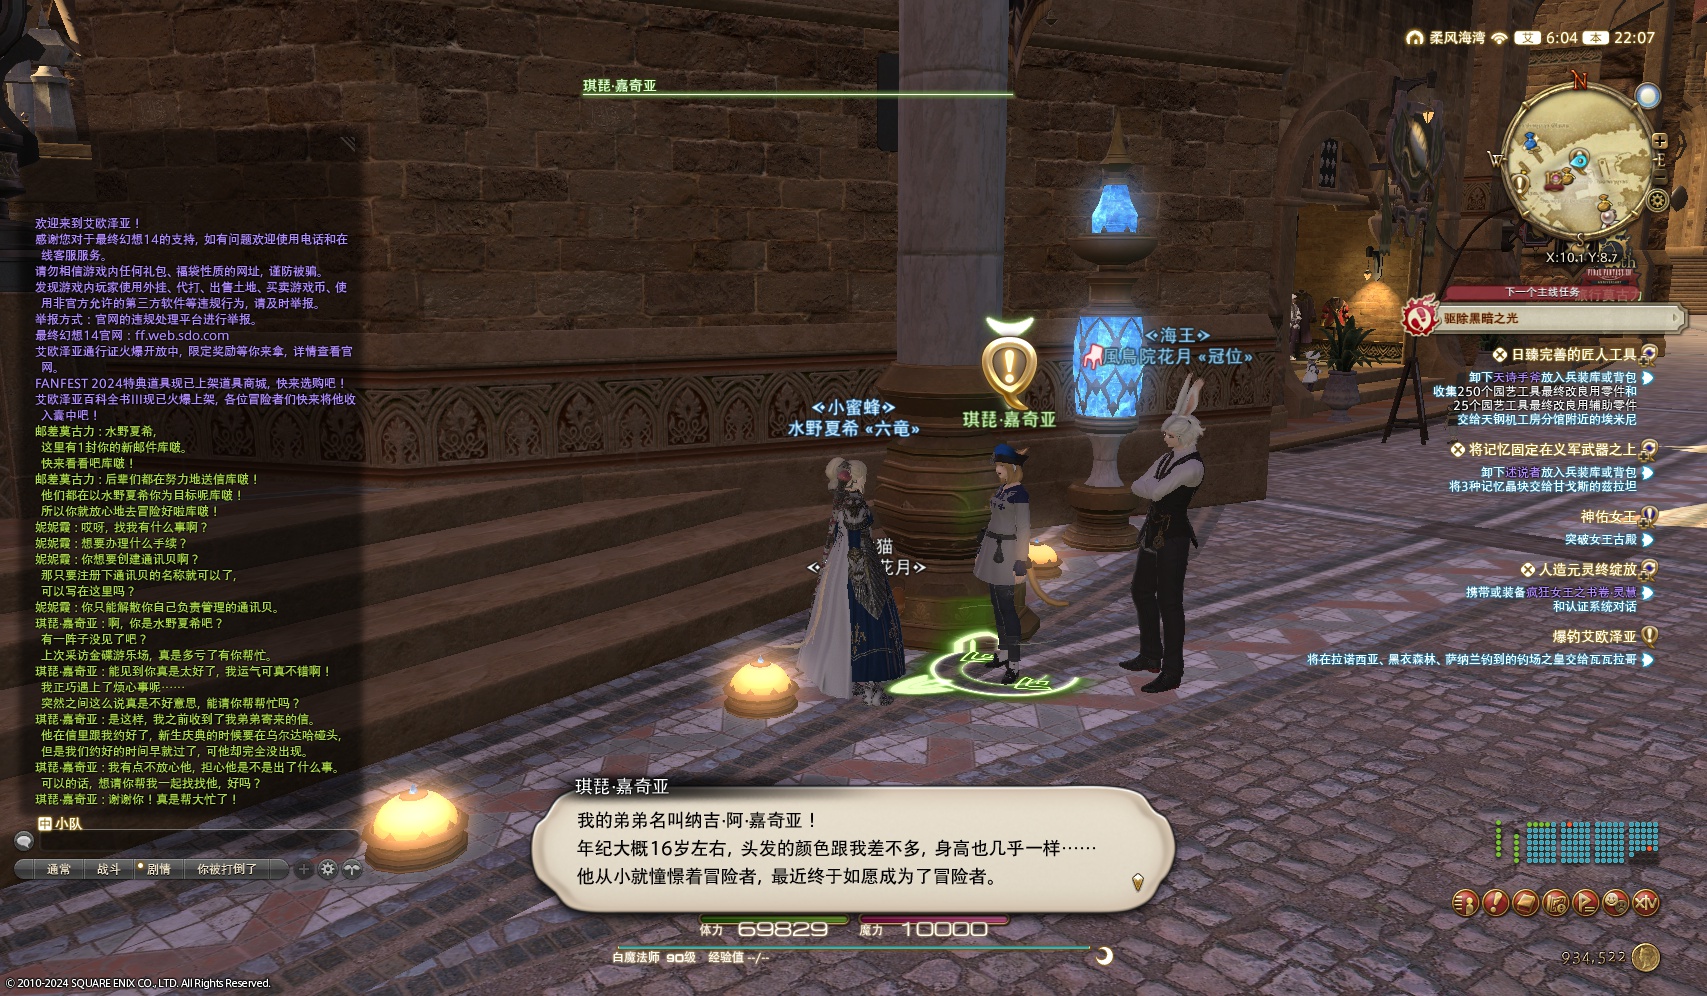 柔风海湾 艾 6:04 本 22:07
琪琵·嘉奇亚
N
W
E
S
X:10.1 Y:8.7
下一个主线任务
驱除黑暗之光
日臻完善的匠人工具
卸下天诗手斧放入兵装库或背包
收集250个园艺工具最终改良用零件和
25个园艺工具最终改良用辅助零件
交给天钢机工房分馆附近的埃米尼
将记忆固定在义军武器之上
卸下述说者放入兵装库或背包
将3种记忆晶块交给甘戈斯的兹拉坦
神佑女王
突破女王古殿
人造元灵终绽放
携带或装备疯狂女王之书卷·灵慧
和认证系统对话
爆钓艾欧泽亚
将在拉诺西亚、黑衣森林、萨纳兰钓到的钓场之皇交给瓦瓦拉哥
欢迎来到艾欧泽亚！
感谢您对于最终幻想14的支持，如有问题欢迎使用电话和在
线客服服务。
请勿相信游戏内任何礼包、福袋性质的网址，谨防被骗。
发现游戏内玩家使用外挂、代打、出售土地、买卖游戏币、使
用非官方允许的第三方软件等违规行为，请及时举报。
举报方式：官网的违规处理平台进行举报。
最终幻想14官网：ff.web.sdo.com
艾欧泽亚通行证火爆开放中，限定奖励等你来拿，详情查看官
网。
FANFEST 2024特典道具现已上架道具商城，快来选购吧！
艾欧泽亚百科全书III现已火爆上架，各位冒险者们快来将他收
入囊中吧！
邮差莫古力：水野夏希，
这里有1封你的新邮件库啵。
快来看看吧库啵！
邮差莫古力：后辈们都在努力地送信库啵！
他们都在以水野夏希你为目标呢库啵！
所以你就放心地去冒险好啦库啵！
妮妮霞：哎呀，找我有什么事啊？
妮妮霞：想要办理什么手续？
妮妮霞：你想要创建通讯贝啊？
那只要注册下通讯贝的名称就可以了，
可以写在这里吗？
妮妮霞：你只能解散你自己负责管理的通讯贝。
琪琵·嘉奇亚：啊，你是水野夏希吧？
有一阵子没见了吧？
上次采访金碟游乐场，真是多亏了有你帮忙。
琪琵·嘉奇亚：能见到你真是太好了，我运气可真不错啊！
我正巧遇上了烦心事呢……
突然之间这么说真是不好意思，能请你帮帮忙吗？
琪琵·嘉奇亚：是这样，我之前收到了我弟弟寄来的信。
他在信里跟我约好了，新生庆典的时候要在乌尔达哈碰头，
但是我们约好的时间早就过了，可他却完全没出现。
琪琵·嘉奇亚：我有点不放心他，担心他是不是出了什么事。
可以的话，想请你帮我一起找找他，好吗？
琪琵·嘉奇亚：谢谢你！真是帮大忙了！
中 小队
通常 战斗 剧情 你被打倒了
《海王》
風鳥院花月 «冠位»
琪琵·嘉奇亚
《小蜜蜂》
水野夏希 «六竜»
猫
花月》
琪琵·嘉奇亚
我的弟弟名叫纳吉·阿·嘉奇亚！
年纪大概16岁左右，头发的颜色跟我差不多，身高也几乎一样……
他从小就憧憬着冒险者，最近终于如愿成为了冒险者。
体力 69829 魔力 10000
白魔法师 90级 经验值 --/--
XIV
934,522
© 2010-2024 SQUARE ENIX CO., LTD. All Rights Reserved.